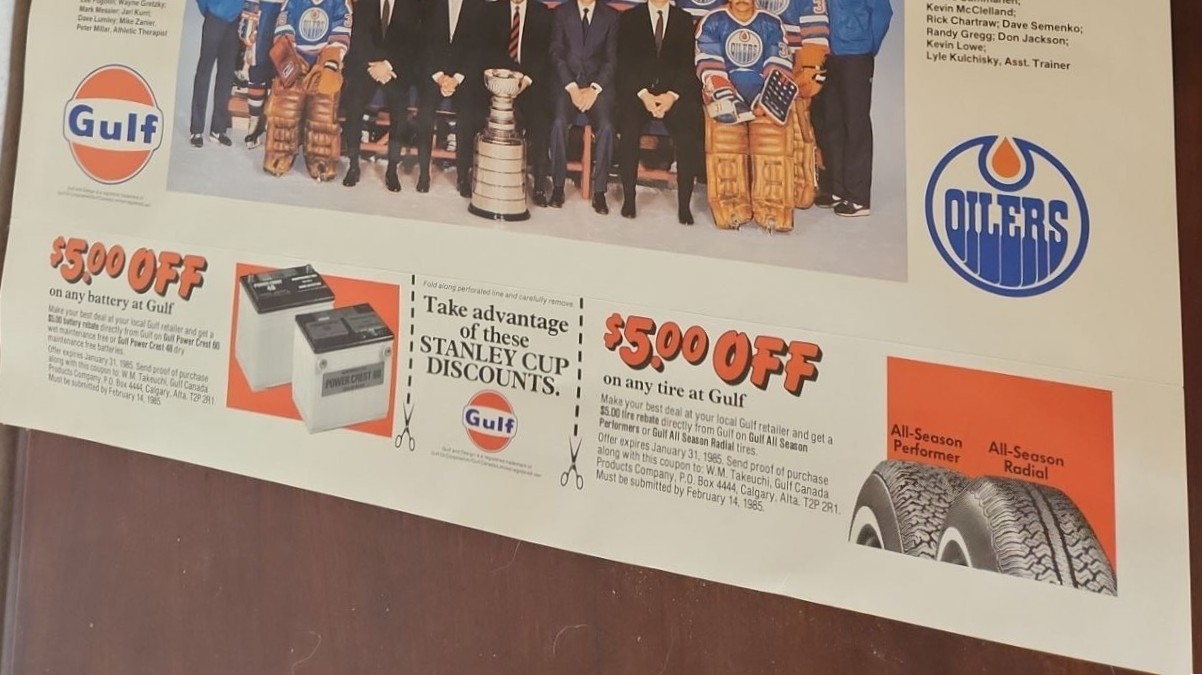 Wayne Gretzky;
Mark Messier; Jari Kurri;
Dave Lumley; Mike Zanier,
Peter Millar, Athletic Therapist
Kevin McClelland;
Rick Chartraw; Dave Semenko;
Randy Gregg; Don Jackson;
Kevin Lowe;
Lyle Kulchisky, Asst. Trainer
OILERS
Gulf
OILERS
$5.00 OFF
on any battery at Gulf
Make your best deal at your local Gulf retailer and get a
$5.00 battery rebate directly from Gulf on Gulf Power Crest 60
wet maintenance free or Gulf Power Crest 48 dry
maintenance free batteries.
Offer expires January 31, 1985. Send proof of purchase
along with this coupon to: W.M. Takeuchi, Gulf Canada
Products Company, P.O. Box 4444, Calgary, Alta. T2P 2R1.
Must be submitted by February 14, 1985.
POWER CREST
48
POWER CREST 48
Fold along perforated line and carefully remove.
Take advantage
of these
STANLEY CUP
DISCOUNTS.
Gulf
$5.00 OFF
on any tire at Gulf
Make your best deal at your local Gulf retailer and get a
$5.00 tire rebate directly from Gulf on Gulf All Season
Performers or Gulf All Season Radial tires.
Offer expires January 31, 1985. Send proof of purchase
along with this coupon to: W.M. Takeuchi, Gulf Canada
Products Company, P.O. Box 4444, Calgary, Alta. T2P 2R1.
Must be submitted by February 14, 1985.
All-Season
Performer
All-Season
Radial